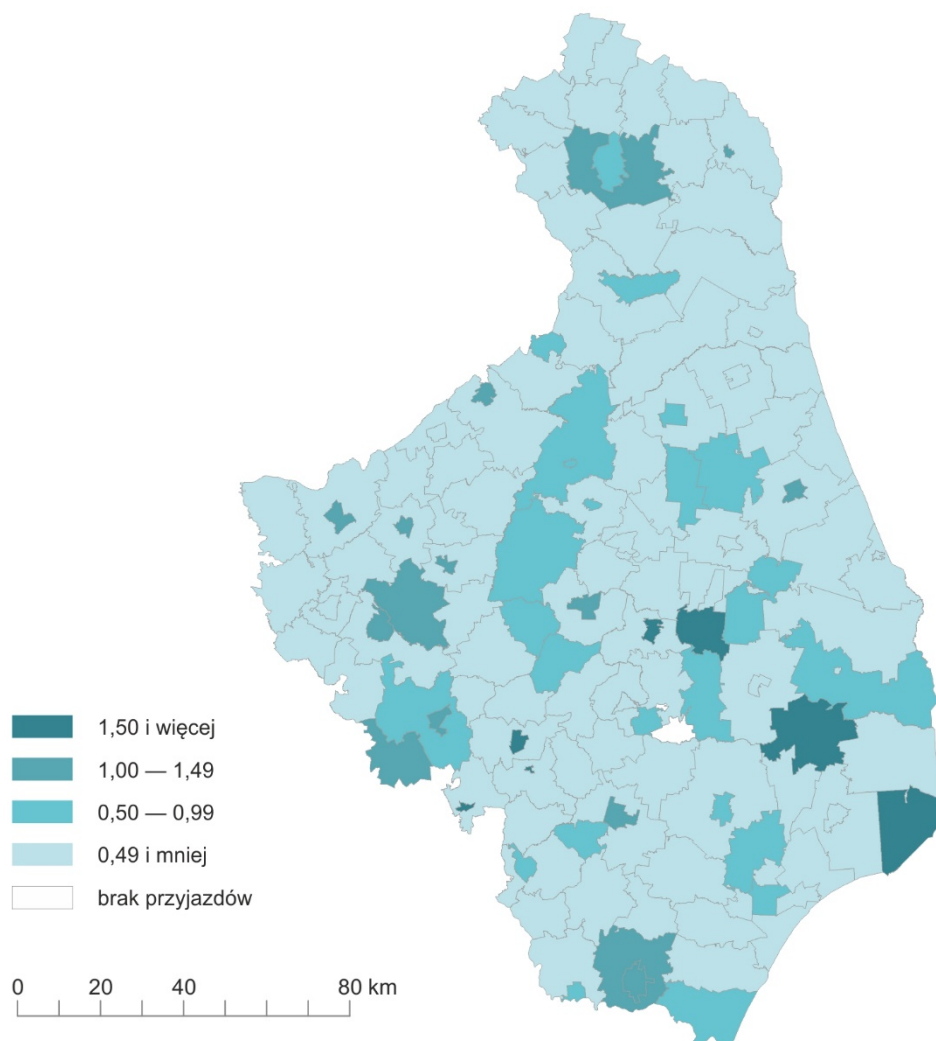 1,50 i więcej
1,00 — 1,49
0,50 — 0,99
0,49 i mniej
brak przyjazdów
0 20 40 80 km